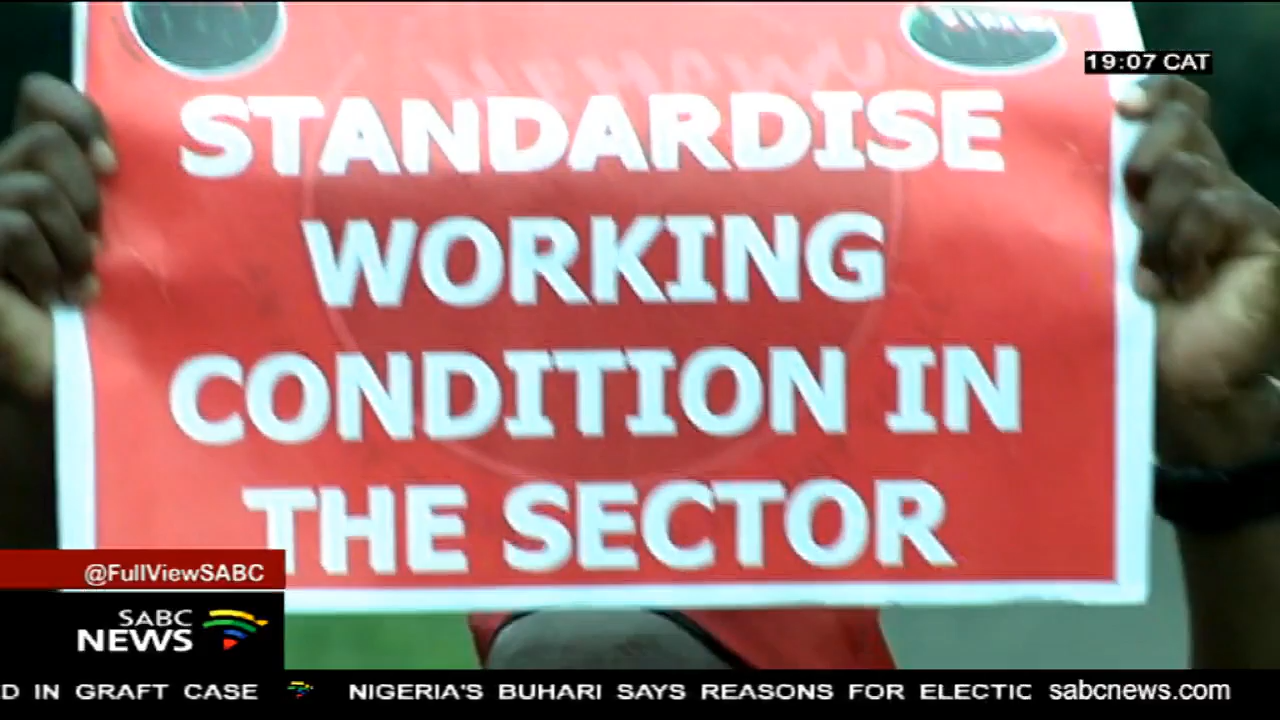 19:07 CAT
NEHAWU
STANDARDISE
WORKING
CONDITION IN
THE SECTOR
@FullViewSABC
SABC
NEWS
D IN GRAFT CASE NIGERIA'S BUHARI SAYS REASONS FOR ELECTIC sabcnews.com